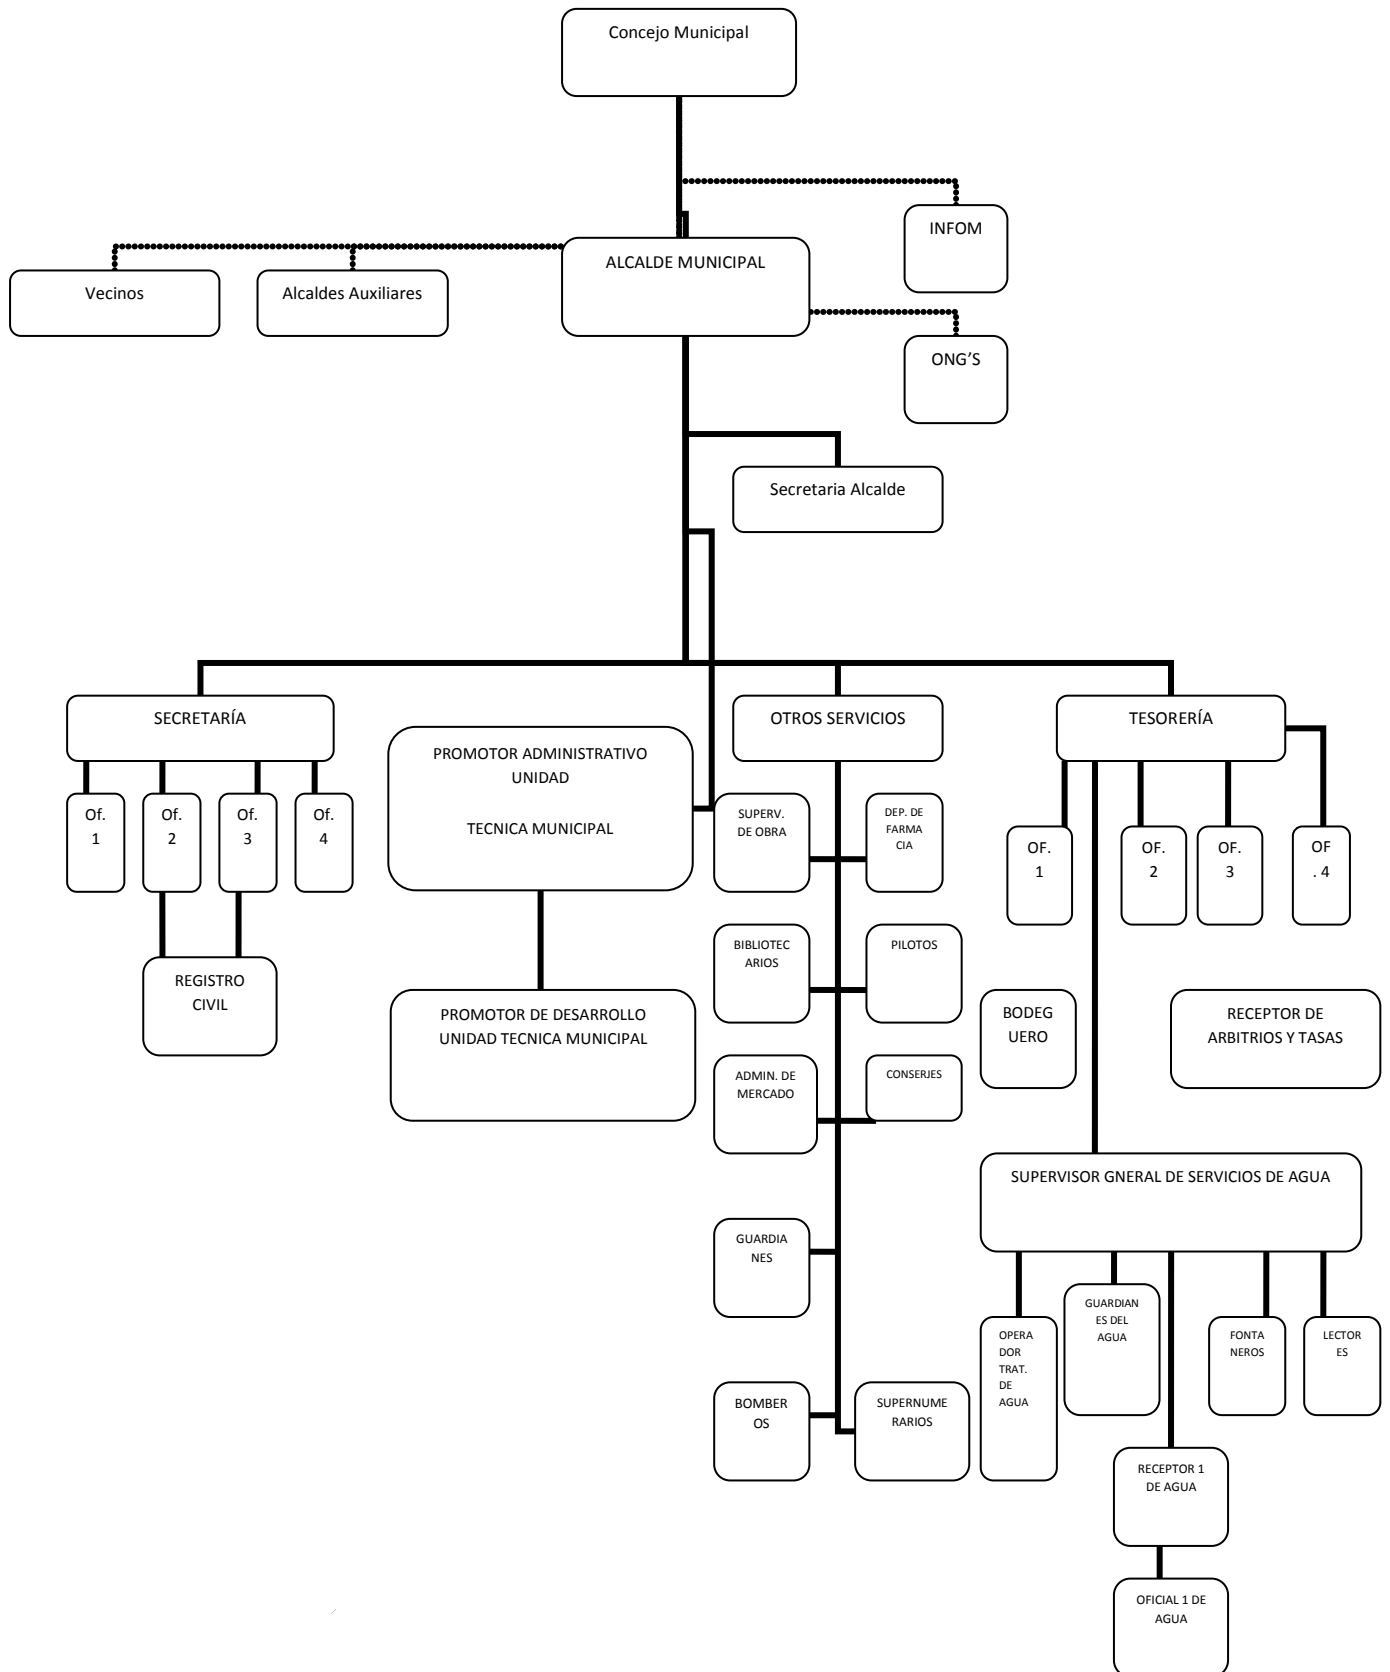 Concejo Municipal
INFOM
ALCALDE MUNICIPAL
Vecinos
Alcaldes Auxiliares
ONG’S
Secretaria Alcalde
SECRETARÍA
OTROS SERVICIOS
TESORERÍA
PROMOTOR ADMINISTRATIVO
UNIDAD
TECNICA MUNICIPAL
Of.
1
Of.
2
Of.
3
Of.
4
SUPERV.
DE OBRA
DEP. DE
FARMA
CIA
OF.
1
OF.
2
OF.
3
OF
. 4
BIBLIOTEC
ARIOS
PILOTOS
REGISTRO
CIVIL
PROMOTOR DE DESARROLLO
UNIDAD TECNICA MUNICIPAL
BODEG
UERO
RECEPTOR DE
ARBITRIOS Y TASAS
ADMIN. DE
MERCADO
CONSERJES
SUPERVISOR GNERAL DE SERVICIOS DE AGUA
GUARDIA
NES
GUARDIAN
ES DEL
AGUA
OPERA
DOR
TRAT.
DE
AGUA
FONTA
NEROS
LECTOR
ES
BOMBER
OS
SUPERNUME
RARIOS
RECEPTOR 1
DE AGUA
OFICIAL 1 DE
AGUA